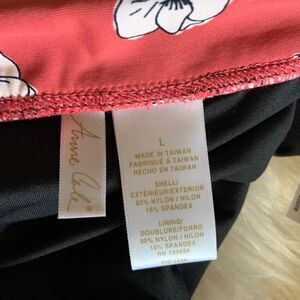 Anne Cole®
L
MADE IN TAIWAN
FABRIQUÉ A TAIWAN
HECHO EN TAIWAN
SHELL/
EXTÉRIEUR/EXTERIOR
82% NYLON / NILON
18% SPANDEX
LINING/
DOUBLURE/FORRO
90% NYLON / NILON
10% SPANDEX